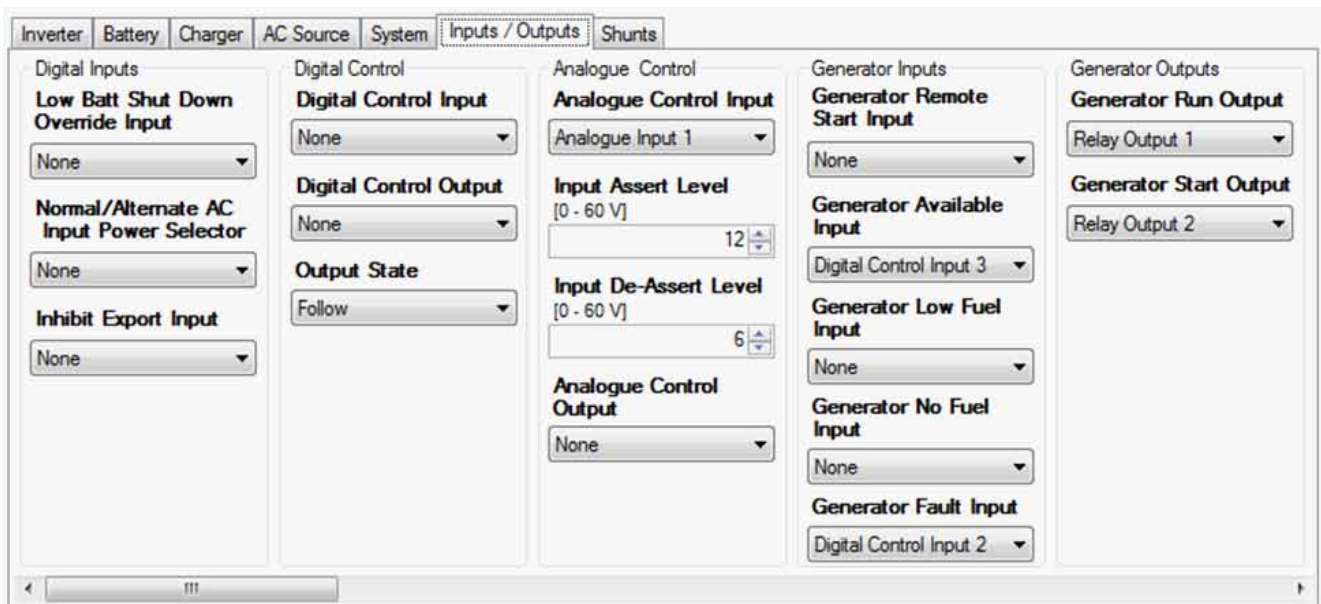 Inverter Battery Charger AC Source System Inputs / Outputs Shunts
Digital Inputs
Low Batt Shut Down
Override Input
None
Normal/Alternate AC
Input Power Selector
None
Inhibit Export Input
None
Digital Control
Digital Control Input
None
Digital Control Output
None
Output State
Follow
Analogue Control
Analogue Control Input
Analogue Input 1
Input Assert Level
[0 - 60 V]
12
Input De-Assert Level
[0 - 60 V]
6
Analogue Control
Output
None
Generator Inputs
Generator Remote
Start Input
None
Generator Available
Input
Digital Control Input 3
Generator Low Fuel
Input
None
Generator No Fuel
Input
None
Generator Fault Input
Digital Control Input 2
Generator Outputs
Generator Run Output
Relay Output 1
Generator Start Output
Relay Output 2